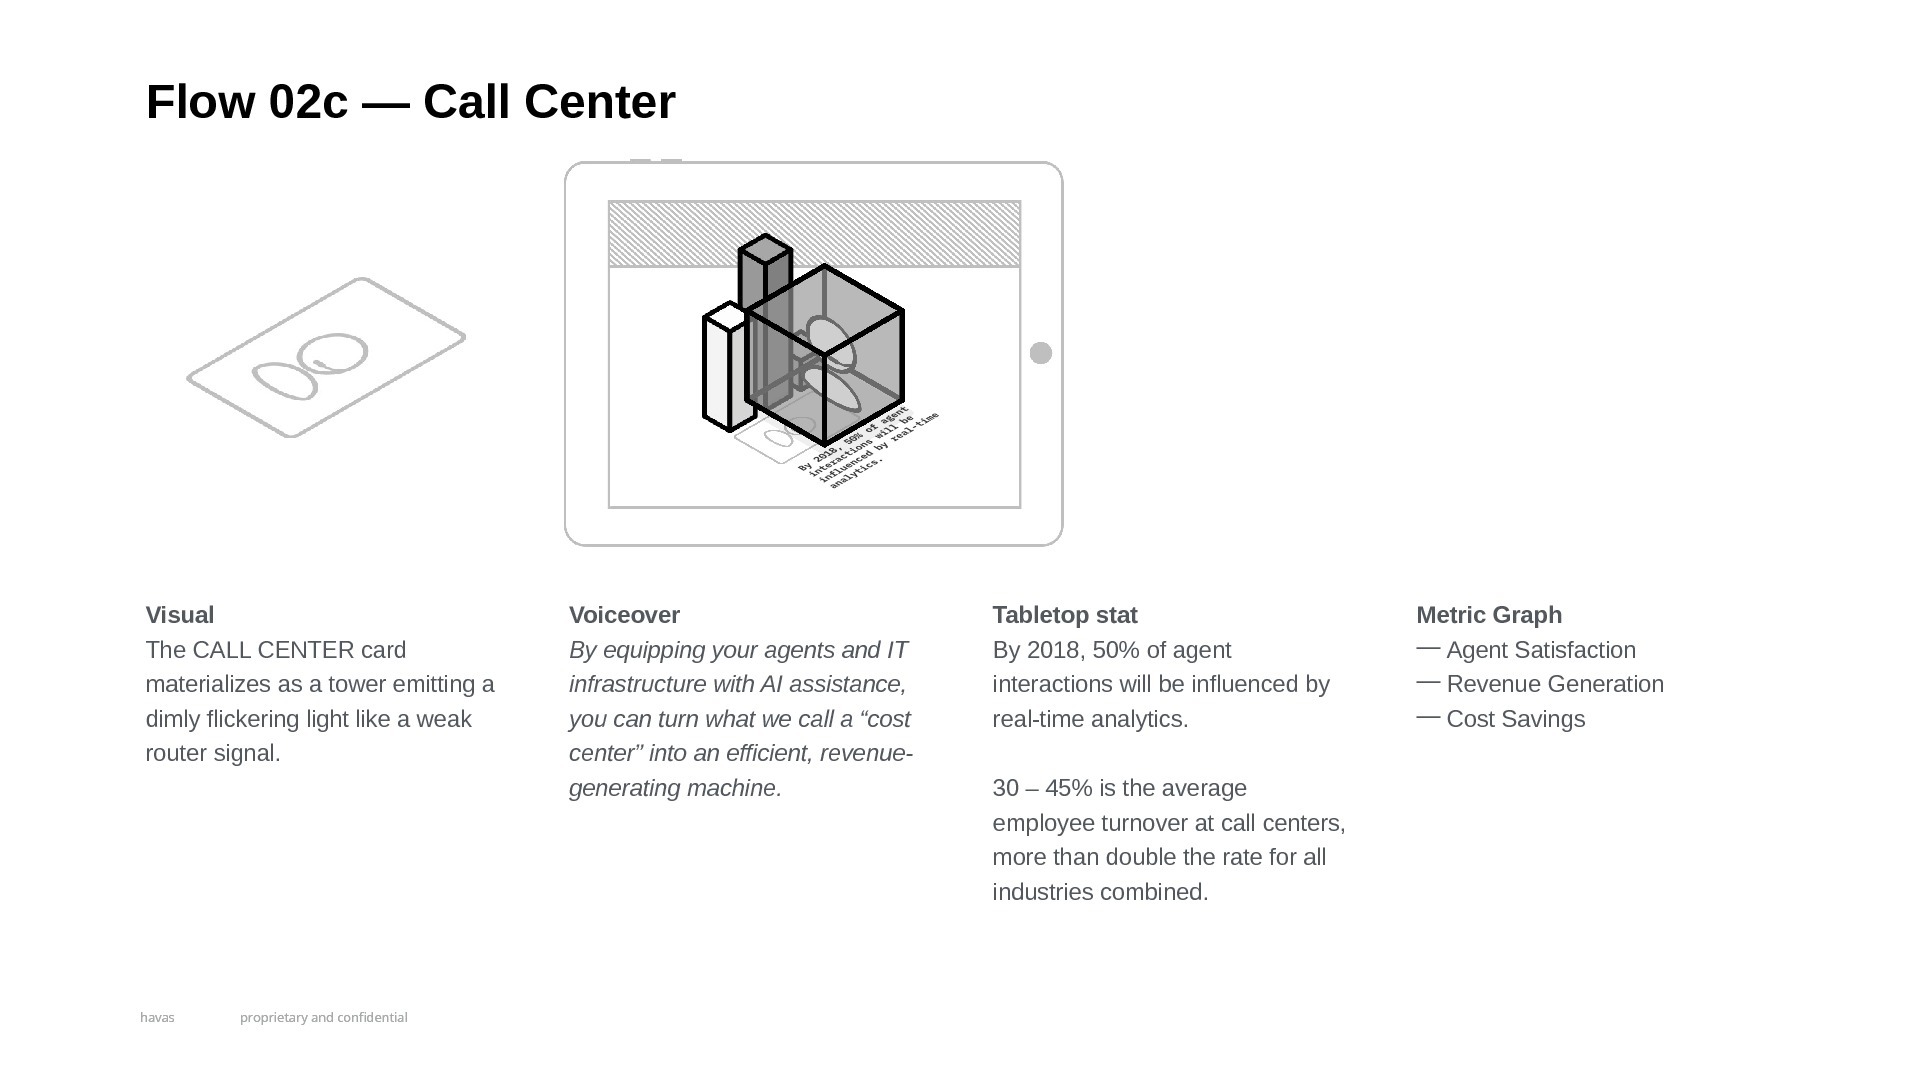 Flow 02c — Call Center
By 2018, 50% of agent
interactions will be
influenced by real-time
analytics.
Visual
The CALL CENTER card
materializes as a tower emitting a
dimly flickering light like a weak
router signal.
Voiceover
By equipping your agents and IT
infrastructure with AI assistance,
you can turn what we call a “cost
center” into an efficient, revenue-
generating machine.
Tabletop stat
By 2018, 50% of agent
interactions will be influenced by
real-time analytics.
30 – 45% is the average
employee turnover at call centers,
more than double the rate for all
industries combined.
Metric Graph
— Agent Satisfaction
— Revenue Generation
— Cost Savings
havas proprietary and confidential